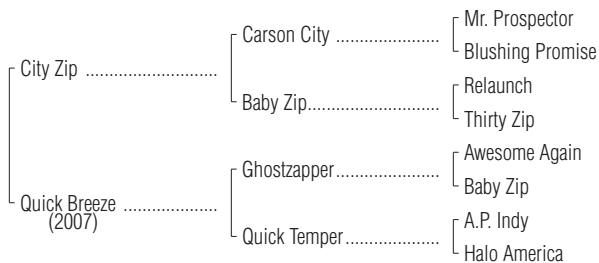 Mr. Prospector
Carson City ......................
Blushing Promise
City Zip ............................
Relaunch
Baby Zip............................
Thirty Zip
Awesome Again
Ghostzapper......................
Baby Zip
Quick Breeze ....................
(2007)
A.P. Indy
Quick Temper....................
Halo America